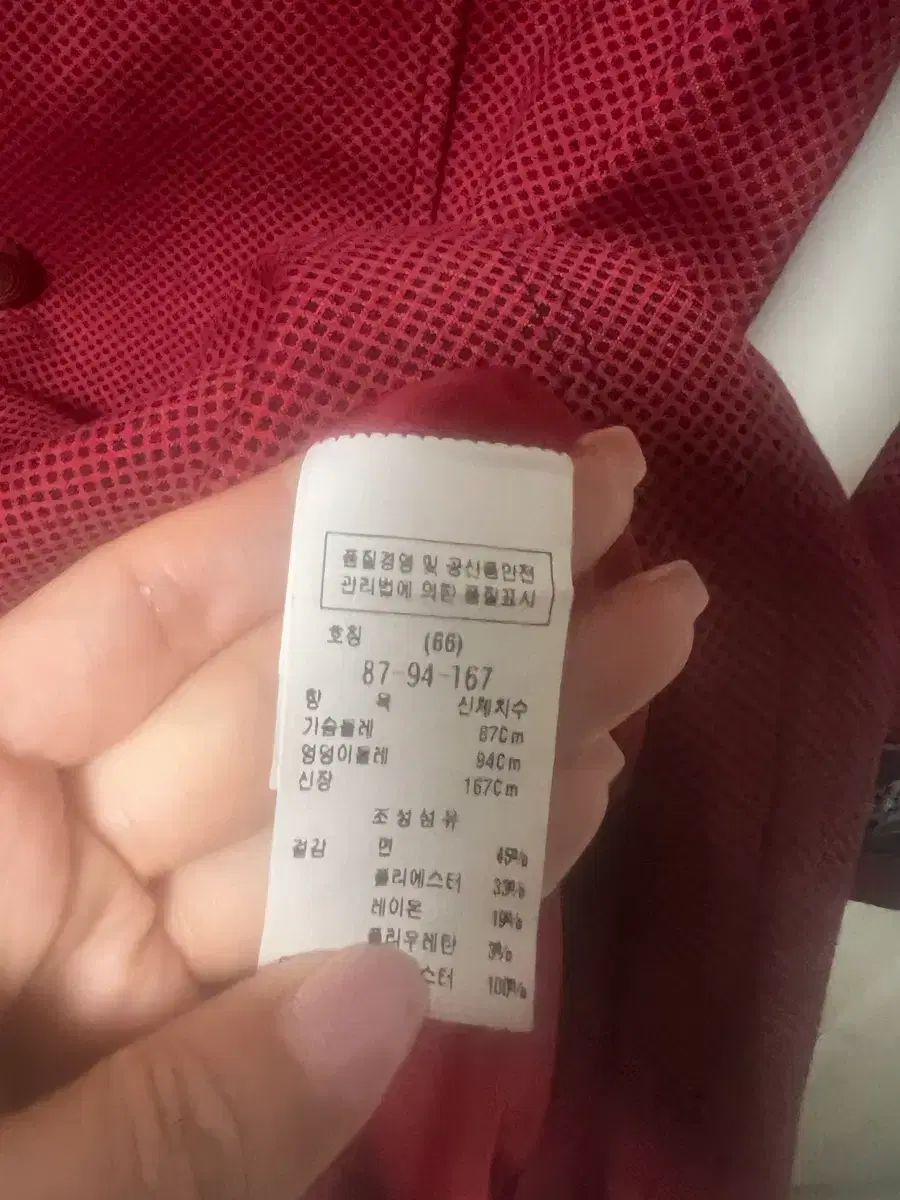 품질경영 및 공산품안전
관리법에 의한 품질표시
호칭 (66)
87-94-167
항 목 신체치수
가슴둘레 87Cm
엉덩이둘레 94Cm
신장 167Cm
조성섬유
겉감 면 45%
폴리에스터 33%
레이온 19%
폴리우레탄 3%
스터 100%